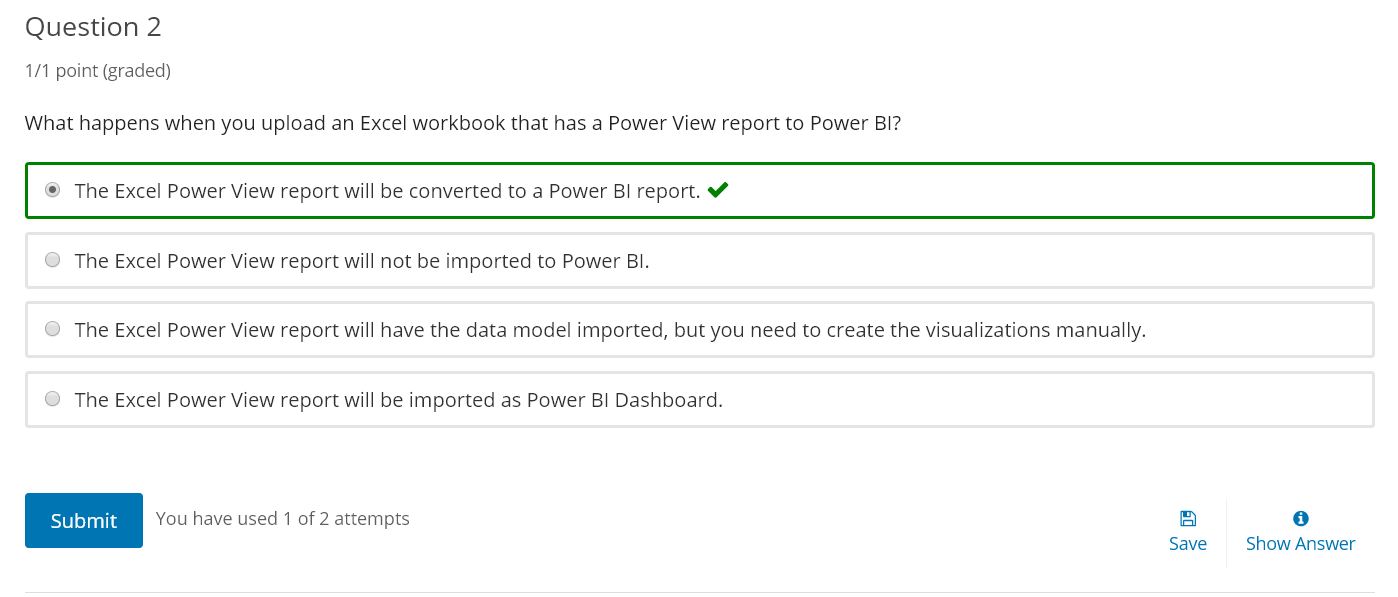 Question 2
1/1 point (graded)
What happens when you upload an Excel workbook that has a Power View report to Power BI?
The Excel Power View report will be converted to a Power BI report.
The Excel Power View report will not be imported to Power BI.
The Excel Power View report will have the data model imported, but you need to create the visualizations manually.
The Excel Power View report will be imported as Power BI Dashboard.
Submit You have used 1 of 2 attempts
Save Show Answer